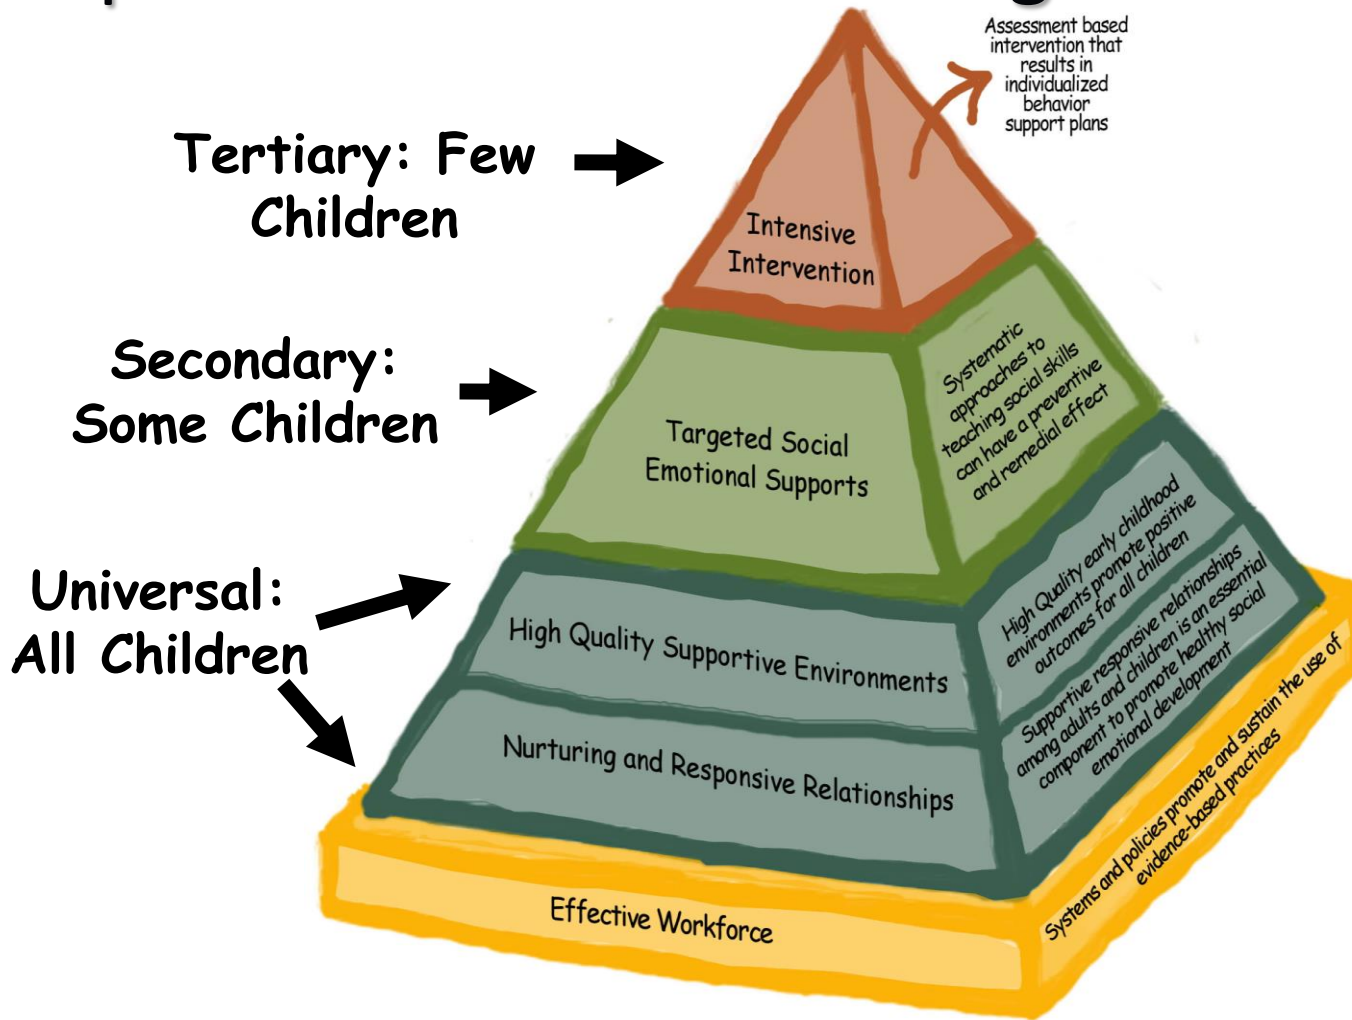 Assessment based
intervention that
results in
individualized
behavior
support plans
Tertiary: Few
Children
Intensive
Intervention
Secondary:
Some Children
Targeted Social
Emotional Supports
Systematic
approaches to
teaching social skills
can have a preventive
and remedial effect
Universal:
All Children
High Quality Supportive Environments
High Quality early childhood
environments promote positive
outcomes for all children
Nurturing and Responsive Relationships
Supportive responsive relationships
among adults and children is an essential
component to promote healthy social
emotional development
Effective Workforce
Systems and policies promote and sustain the use of
evidence-based practices